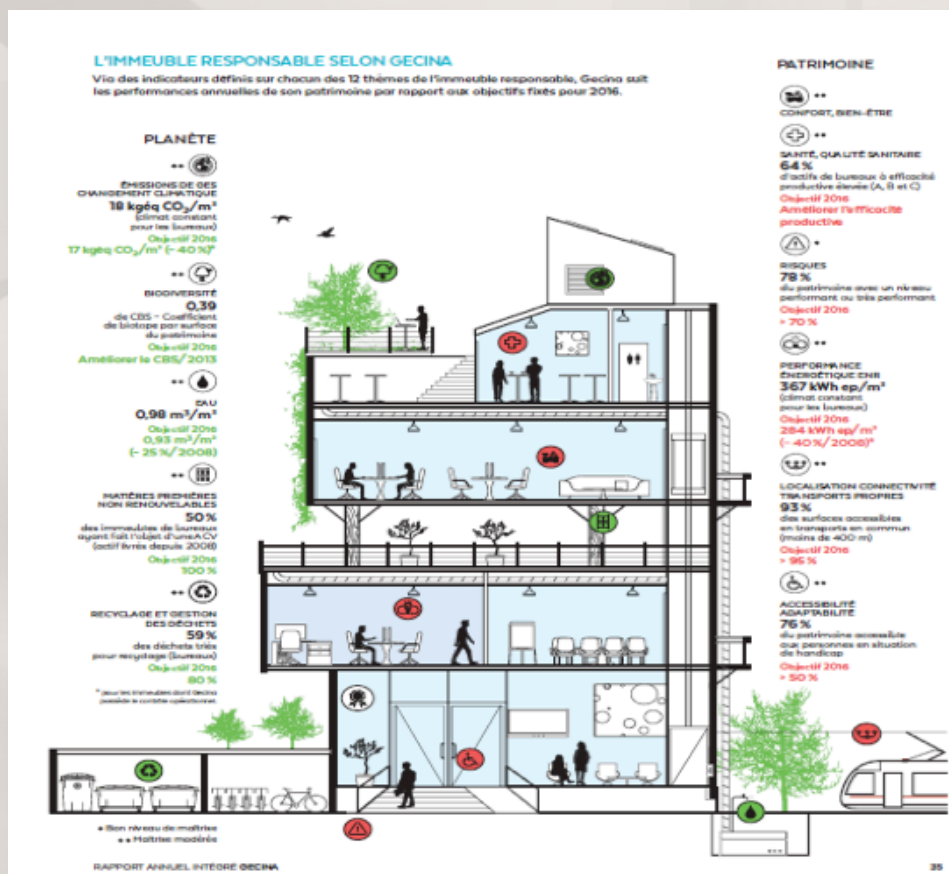 L'IMMEUBLE RESPONSABLE SELON GECINA
Via des indicateurs définis sur chacun des 12 thèmes de l'immeuble responsable, Gecina suit
les performances annuelles de son patrimoine par rapport aux objectifs fixés pour 2016.
PLANÈTE
**
ÉMISSIONS DE GES
CHANGEMENT CLIMATIQUE
18 kgéq CO₂/m²
(climat constant
pour les bureaux)
Objectif 2016
17 kgéq CO₂/m² (- 40 %)*
**
BIODIVERSITÉ
0,39
de CBS - Coefficient
de biotope par surface
du patrimoine
Objectif 2016
Améliorer le CBS/2013
**
EAU
0,98 m³/m²
Objectif 2016
0,93 m³/m²
(- 25 %/2008)
**
MATIÈRES PREMIÈRES
NON RENOUVELABLES
50 %
des immeubles de bureaux
ayant fait l'objet d'une ACV
(actif livrés depuis 2008)
Objectif 2016
100 %
**
RECYCLAGE ET GESTION
DES DÉCHETS
59 %
des déchets triés
pour recyclage (bureaux)
Objectif 2016
80 %
* pour les immeubles dont Gecina
possède le contrôle opérationnel.
PATRIMOINE
**
CONFORT, BIEN-ÊTRE
**
SANTÉ, QUALITÉ SANITAIRE
64 %
d'actifs de bureaux à efficacité
productive élevée (A, B et C)
Objectif 2016
Améliorer l'efficacité
productive
*
RISQUES
78 %
du patrimoine avec un niveau
performant ou très performant
Objectif 2016
> 70 %
**
PERFORMANCE
ÉNERGÉTIQUE ENR
367 kWh ep/m²
(climat constant
pour les bureaux)
Objectif 2016
284 kWh ep/m²
(- 40 %/2008)*
**
LOCALISATION CONNECTIVITÉ
TRANSPORTS PROPRES
93 %
des surfaces accessibles
en transports en commun
(moins de 400 m)
Objectif 2016
> 95 %
**
ACCESSIBILITÉ
ADAPTABILITÉ
76 %
du patrimoine accessible
aux personnes en situation
de handicap
Objectif 2016
> 50 %
* Bon niveau de maîtrise
** Maîtrise modérée
RAPPORT ANNUEL INTÉGRÉ GECINA
35